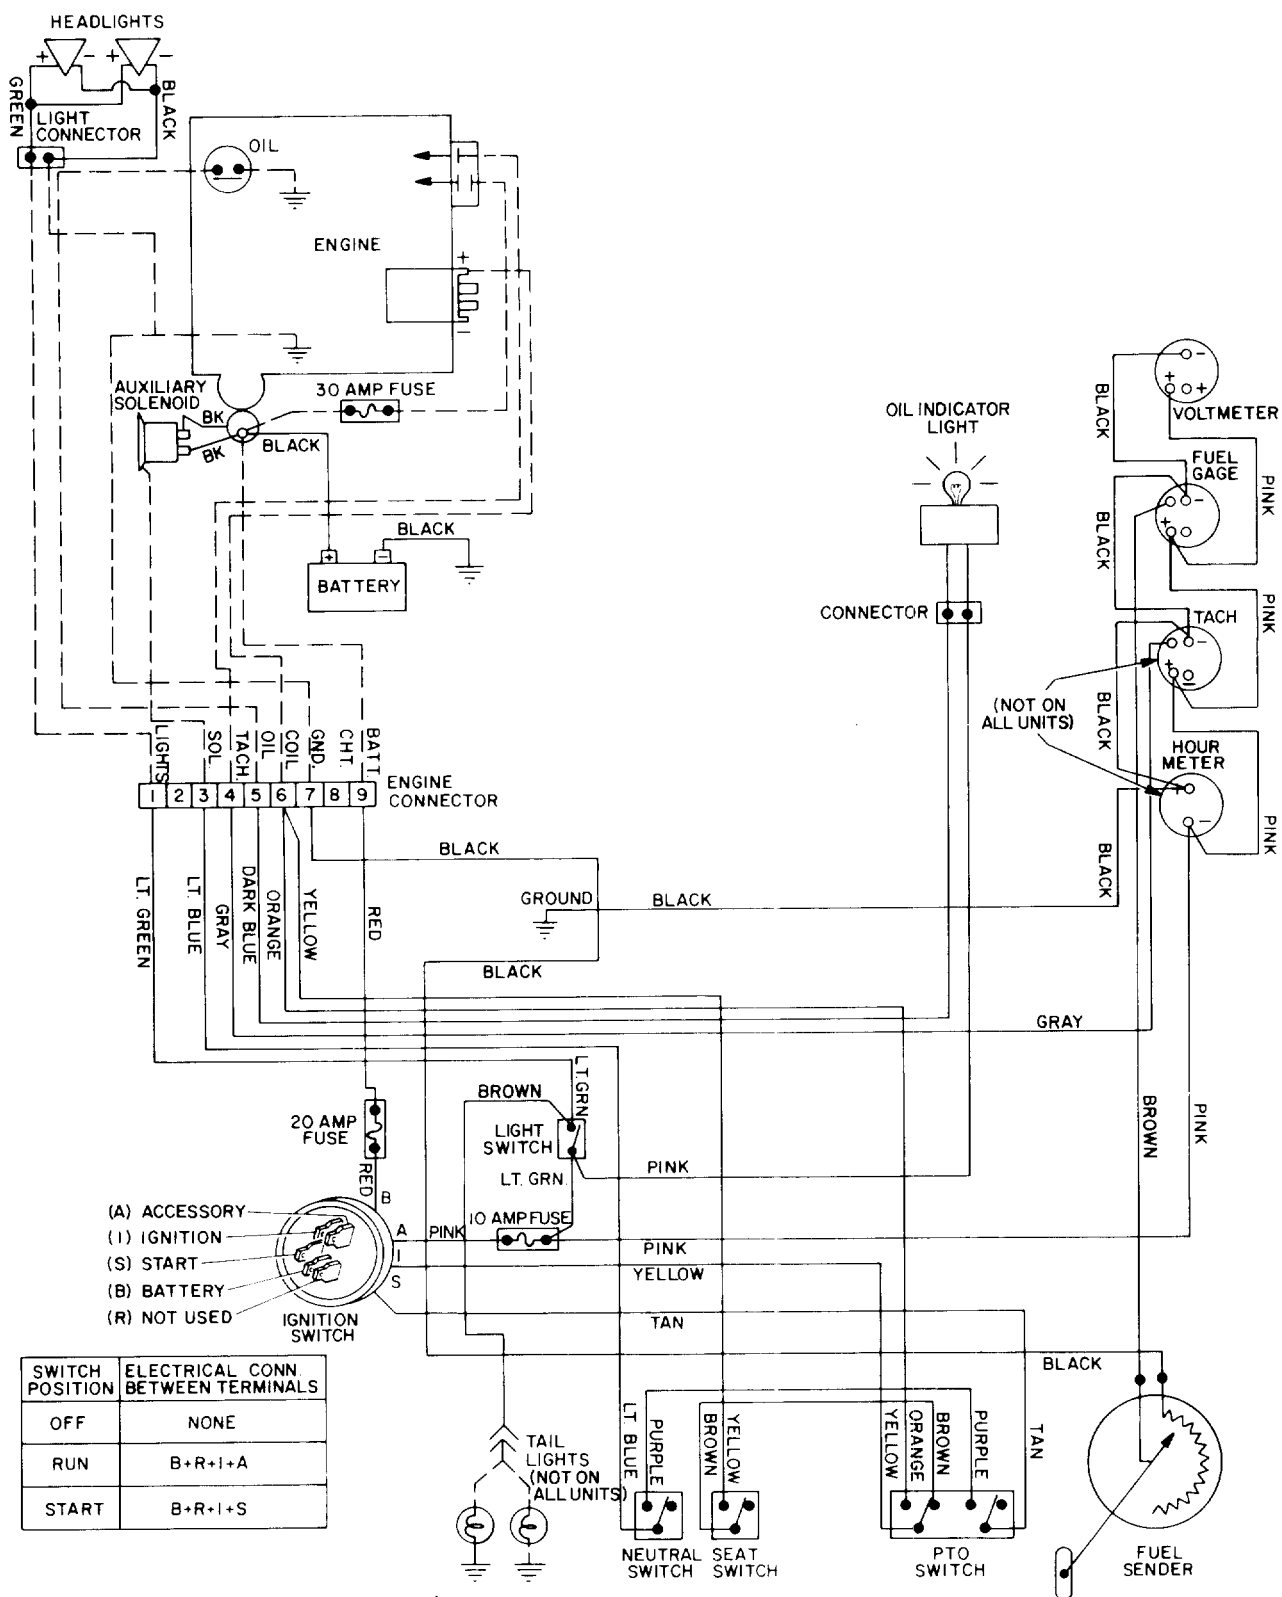 HEADLIGHTS
+ - + -
GREEN
BLACK
LIGHT
CONNECTOR
OIL
ENGINE
+
-
AUXILIARY
SOLENOID
BK
BK
30 AMP FUSE
BLACK
BLACK
+ -
BATTERY
OIL INDICATOR
LIGHT
CONNECTOR
-
+ +
VOLTMETER
BLACK
PINK
FUEL
GAGE
-
+
BLACK
PINK
TACH
-
+
(NOT ON
ALL UNITS)
BLACK
HOUR
METER
+
-
PINK
BLACK
LIGHTS
SOL.
TACH.
OIL
COIL
GND.
CHT.
BATT.
1 2 3 4 5 6 7 8 9
ENGINE
CONNECTOR
BLACK
LT. GREEN
LT. BLUE
GRAY
DARK BLUE
ORANGE
YELLOW
RED
GROUND
BLACK
BLACK
GRAY
LT. GRN.
BROWN
20 AMP
FUSE
LIGHT
SWITCH
BROWN
PINK
RED
B
LT. GRN.
PINK
(A) ACCESSORY
(I) IGNITION
(S) START
(B) BATTERY
(R) NOT USED
A
I
S
PINK
10 AMP FUSE
PINK
YELLOW
TAN
IGNITION
SWITCH
BLACK
SWITCH
POSITION
ELECTRICAL CONN.
BETWEEN TERMINALS
OFF NONE
RUN B+R+I+A
START B+R+I+S
TAIL
LIGHTS
(NOT ON
ALL UNITS)
LT. BLUE
PURPLE
BROWN
YELLOW
YELLOW
ORANGE
BROWN
PURPLE
TAN
NEUTRAL
SWITCH
SEAT
SWITCH
PTO
SWITCH
FUEL
SENDER